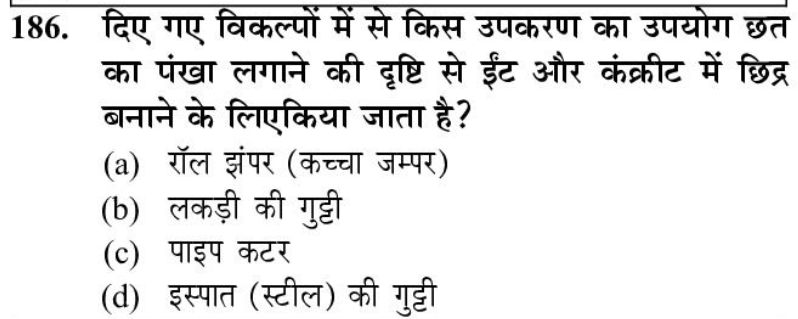 186. दिए गए विकल्पों में से किस उपकरण का उपयोग छत
का पंखा लगाने की दृष्टि से ईंट और कंक्रीट में छिद्र
बनाने के लिएकिया जाता है?
(a) रॉल झंपर (कच्चा जम्पर)
(b) लकड़ी की गुट्टी
(c) पाइप कटर
(d) इस्पात (स्टील) की गुट्टी